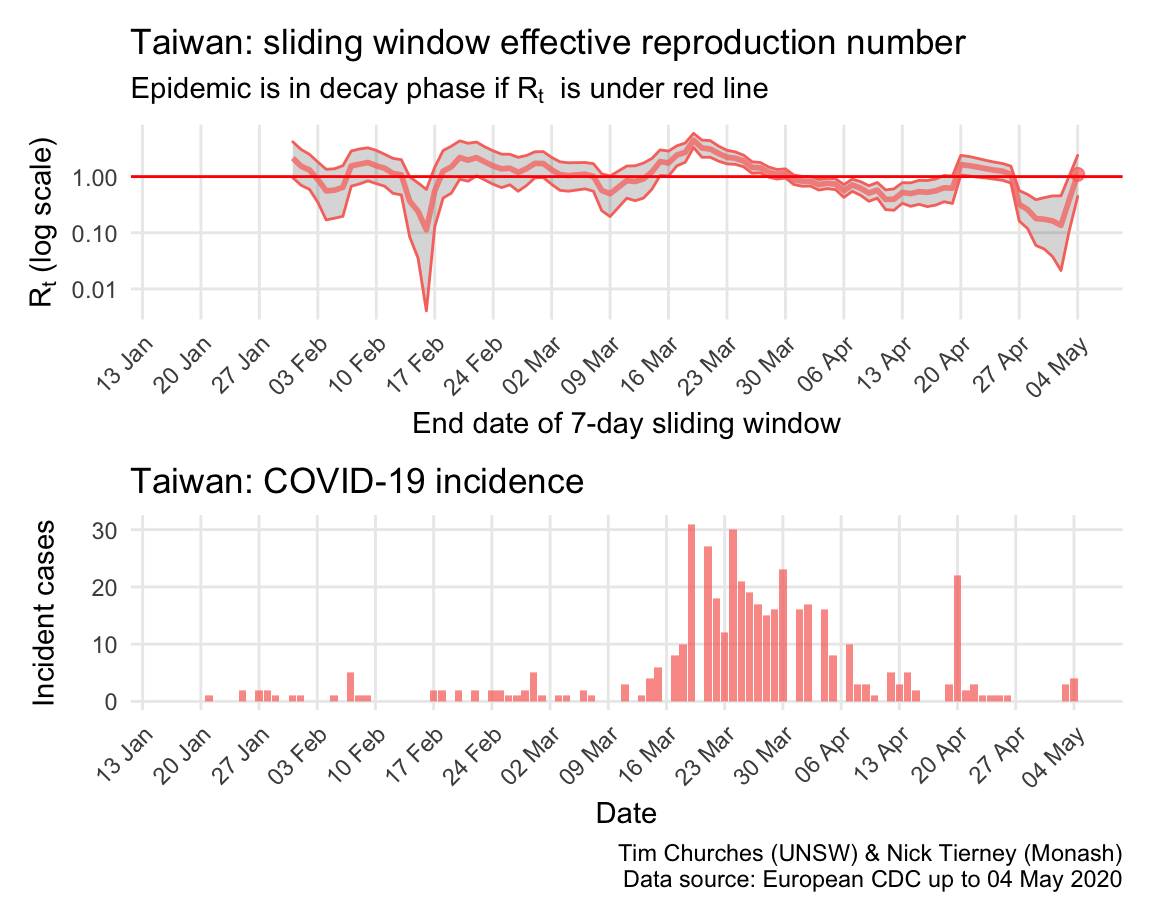 Taiwan: sliding window effective reproduction number
Epidemic is in decay phase if Rt is under red line
Rt (log scale)
1.00
0.10
0.01
13 Jan
20 Jan
27 Jan
03 Feb
10 Feb
17 Feb
24 Feb
02 Mar
09 Mar
16 Mar
23 Mar
30 Mar
06 Apr
13 Apr
20 Apr
27 Apr
04 May
End date of 7-day sliding window
Taiwan: COVID-19 incidence
Incident cases
30
20
10
0
13 Jan
20 Jan
27 Jan
03 Feb
10 Feb
17 Feb
24 Feb
02 Mar
09 Mar
16 Mar
23 Mar
30 Mar
06 Apr
13 Apr
20 Apr
27 Apr
04 May
Date
Tim Churches (UNSW) & Nick Tierney (Monash)
Data source: European CDC up to 04 May 2020